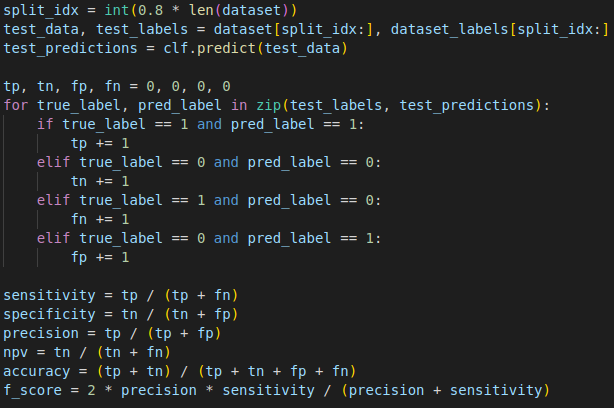 split_idx = int(0.8 * len(dataset))
test_data, test_labels = dataset[split_idx:], dataset_labels[split_idx:]
test_predictions = clf.predict(test_data)

tp, tn, fp, fn = 0, 0, 0, 0
for true_label, pred_label in zip(test_labels, test_predictions):
    if true_label == 1 and pred_label == 1:
        tp += 1
    elif true_label == 0 and pred_label == 0:
        tn += 1
    elif true_label == 1 and pred_label == 0:
        fn += 1
    elif true_label == 0 and pred_label == 1:
        fp += 1

sensitivity = tp / (tp + fn)
specificity = tn / (tn + fp)
precision = tp / (tp + fp)
npv = tn / (tn + fn)
accuracy = (tp + tn) / (tp + tn + fp + fn)
f_score = 2 * precision * sensitivity / (precision + sensitivity)